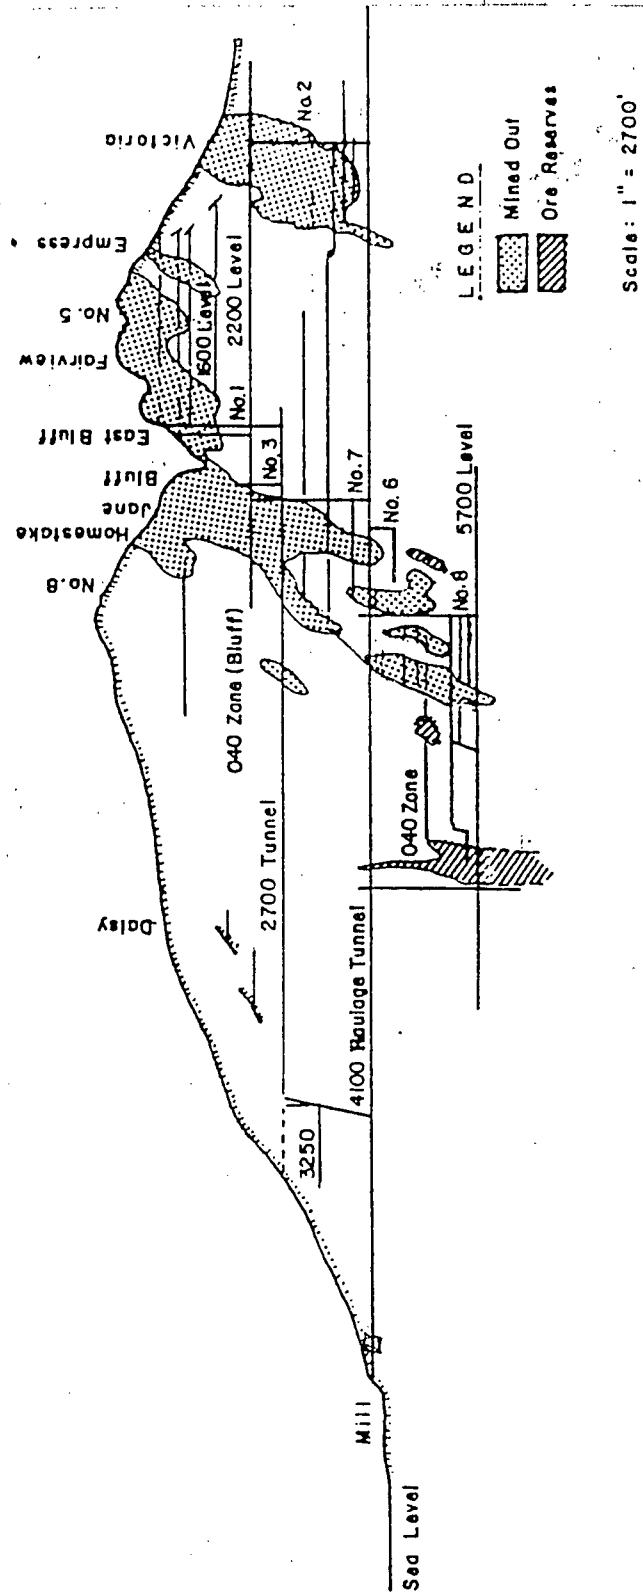 No. 8
Homestake
Jane
Bluff
East Bluff
Fairview
No. 5
Empress
Victoria
Daisy
No. 1
1600 Level
2200 Level
No. 2
No. 3
040 Zone (Bluff)
2700 Tunnel
3250
No. 7
No. 6
4100 Haulage Tunnel
Mill
Sea Level
040 Zone
No. 8
5700 Level
LEGEND
Mined Out
Ore Reserves
Scale: 1" = 2700'